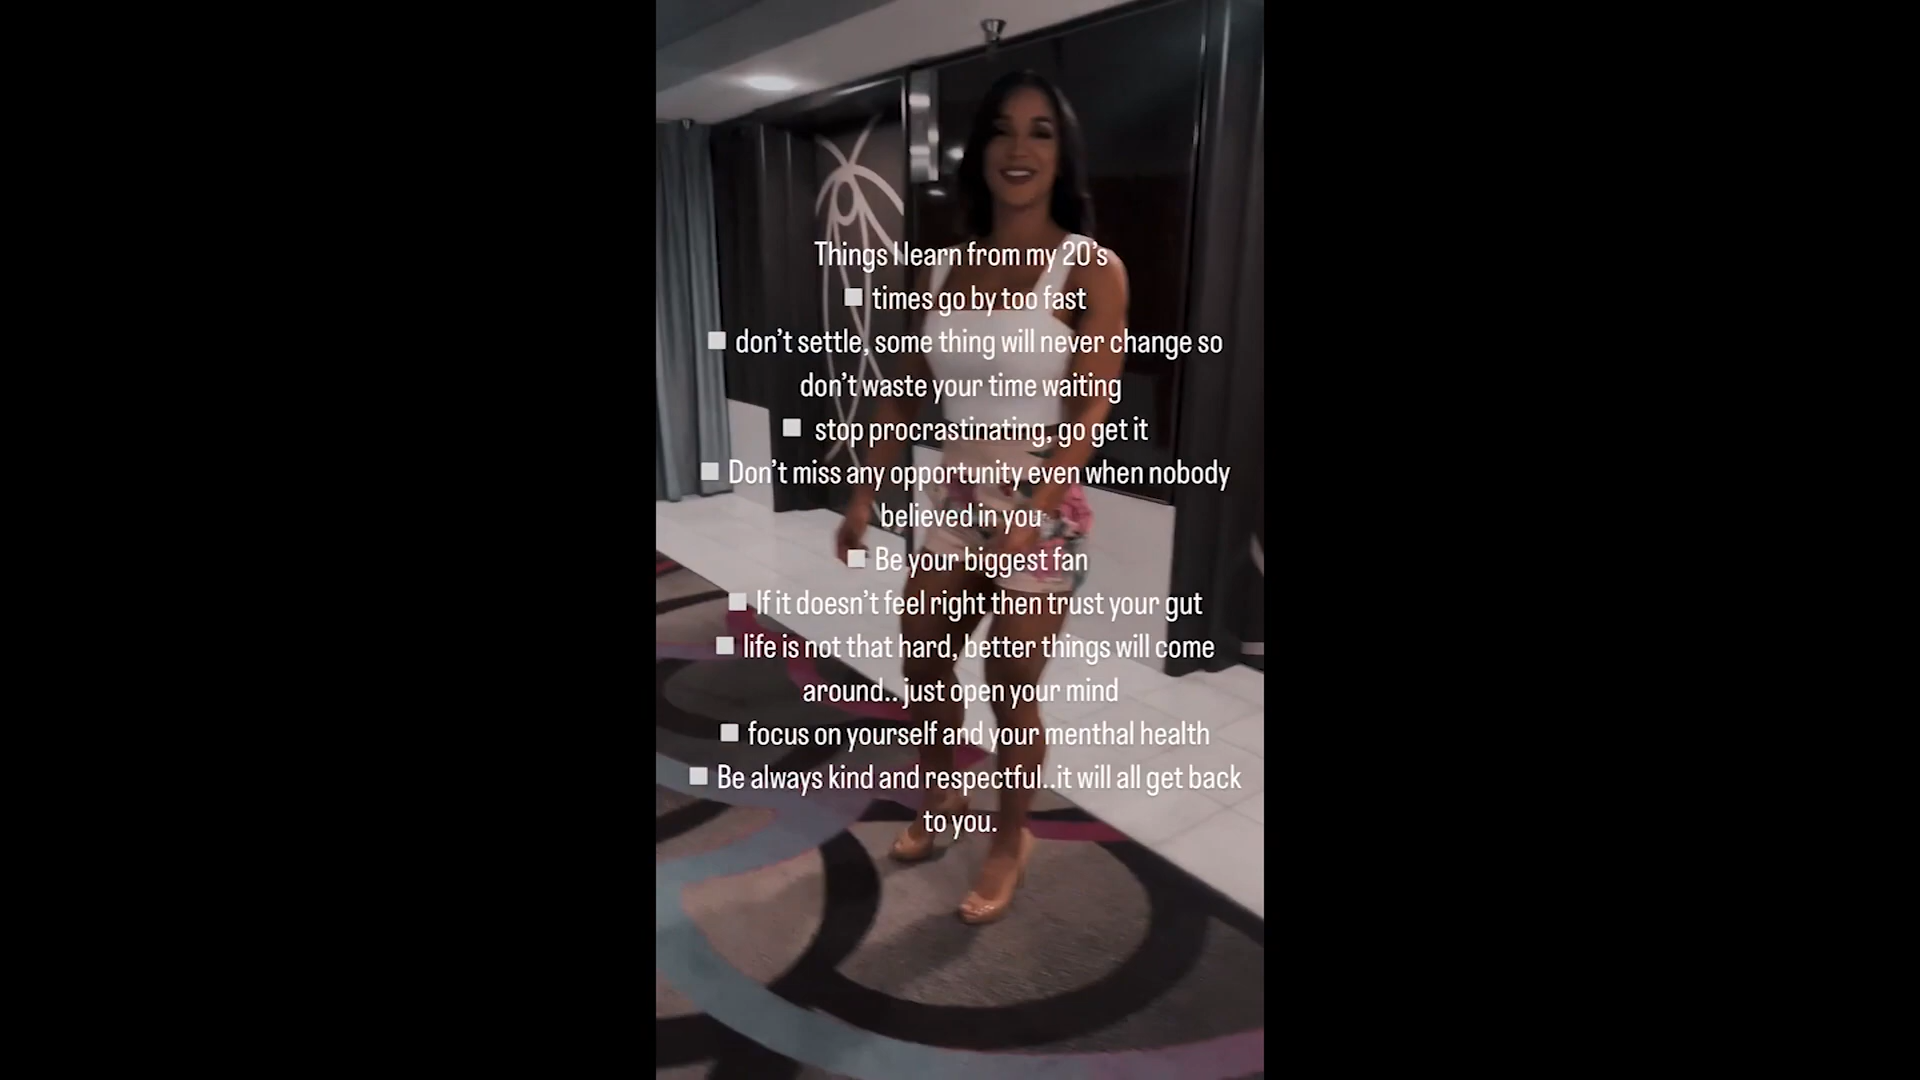 Things I learn from my 20's
◻ times go by too fast
◻ don't settle, some thing will never change so
don't waste your time waiting
◻ stop procrastinating, go get it
◻ Don't miss any opportunity even when nobody
believed in you
◻ Be your biggest fan
◻ If it doesn't feel right then trust your gut
◻ life is not that hard, better things will come
around.. just open your mind
◻ focus on yourself and your menthal health
◻ Be always kind and respectful..it will all get back
to you.